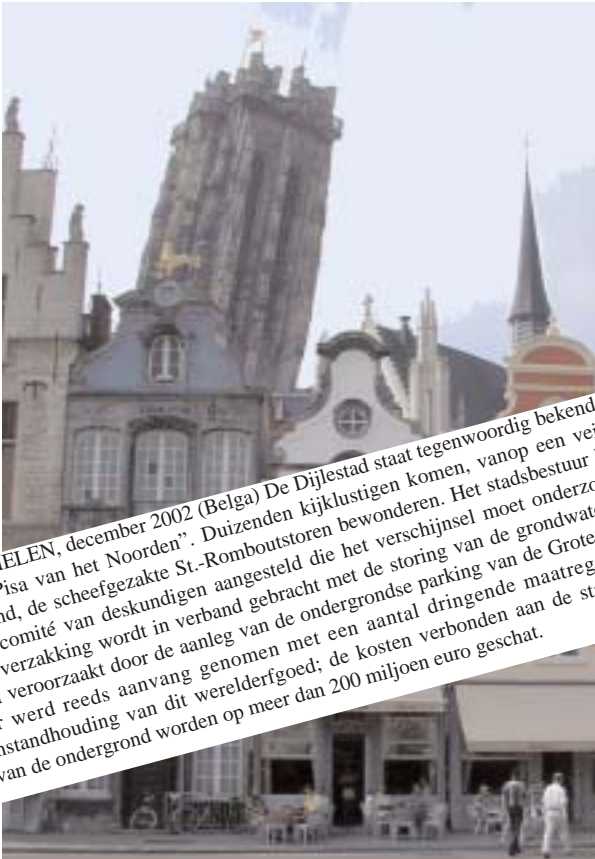 december 2002 (Belga) De Dijlestad staat tegenwoordig bekend
van het Noorden”. Duizenden kijklustigen komen, vanop een
de scheefgezakte St.-Romboutstoren bewonderen. Het stadsbestuur
comité van deskundigen aangesteld die het verschijnsel moet
verzakking wordt in verband gebracht met de storing van de
veroorzaakt door de aanleg van de ondergrondse parking van de Grote
werd reeds aanvang genomen met een aantal dringende
van dit werelderfgoed; de kosten verbonden aan de
van de ondergrond worden op meer dan 200 miljoen euro geschat.